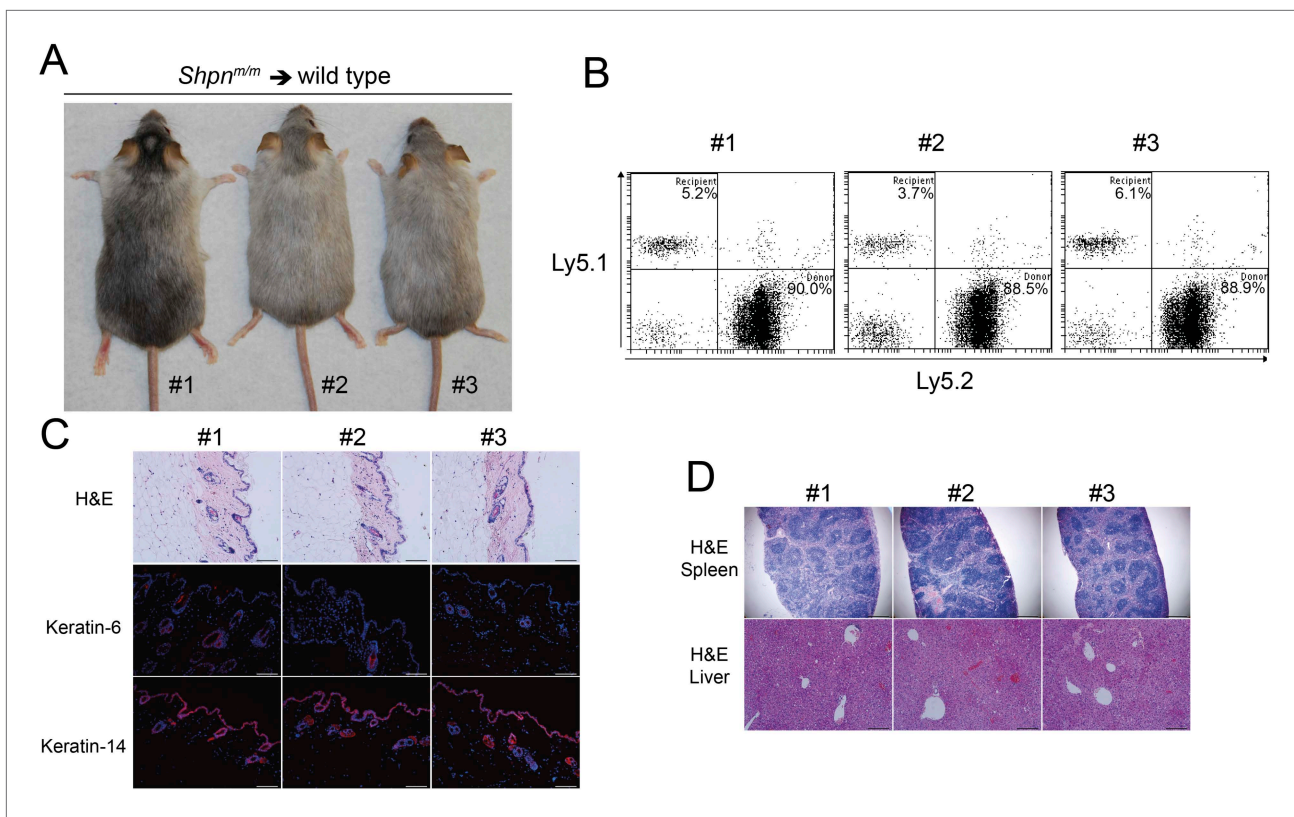 A
Shpn^m/m → wild type
#1
#2
#3
B
#1
#2
#3
Recipient
5.2%
Recipient
3.7%
Recipient
6.1%
Ly5.1
Donor
90.0%
Donor
88.5%
Donor
88.9%
Ly5.2
C
#1
#2
#3
H&E
Keratin-6
Keratin-14
D
#1
#2
#3
H&E
Spleen
H&E
Liver